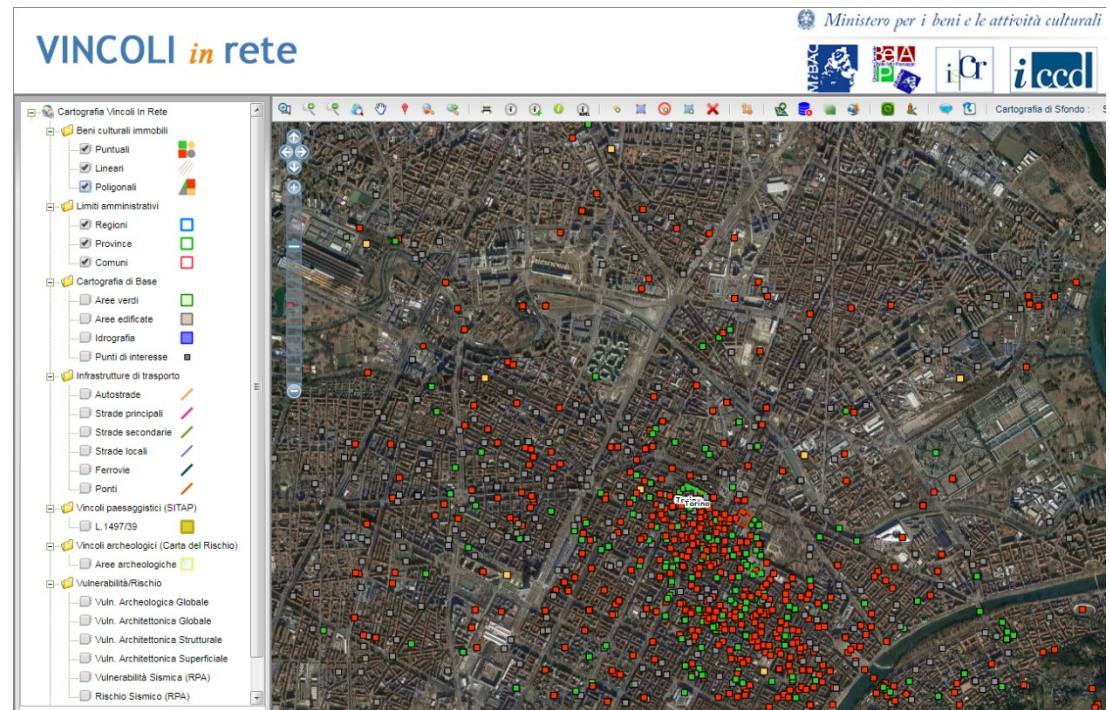 Ministero per i beni e le attività culturali
VINCOLI in rete
MiBAC
BeAP
isCr
iccd
Cartografia di Sfondo : S
Cartografia Vincoli In Rete
Beni culturali immobili
Puntuali
Lineari
Poligonali
Limiti amministrativi
Regioni
Province
Comuni
Cartografia di Base
Aree verdi
Aree edificate
Idrografia
Punti di interesse
Infrastrutture di trasporto
Autostrade
Strade principali
Strade secondarie
Strade locali
Ferrovie
Ponti
Vincoli paesaggistici (SITAP)
L.1497/39
Vincoli archeologici (Carta del Rischio)
Aree archeologiche
Vulnerabilità/Rischio
Vuln. Archeologica Globale
Vuln. Architettonica Globale
Vuln. Architettonica Strutturale
Vuln. Architettonica Superficiale
Vulnerabilità Sismica (RPA)
Rischio Sismico (RPA)
Torino
Torino